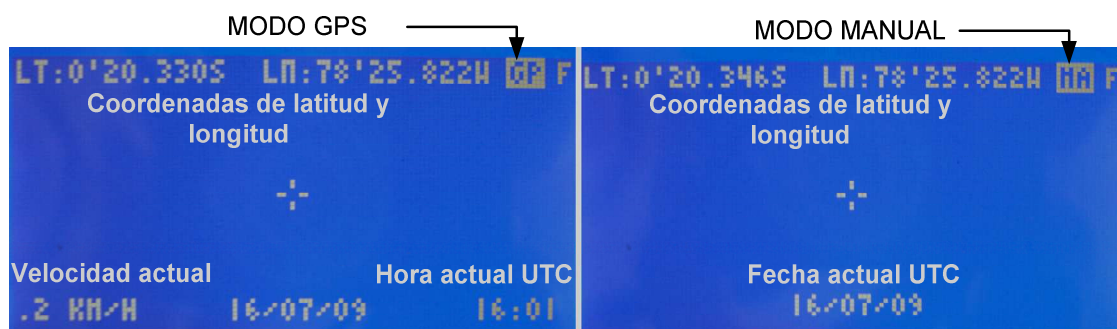 MODO GPS
LT:0'20.330S LN:78'25.822W GP F
Coordenadas de latitud y
longitud
Velocidad actual
Hora actual UTC
.2 KM/H 16/07/09 16:01
MODO MANUAL
LT:0'20.346S LN:78'25.822W MM F
Coordenadas de latitud y
longitud
Fecha actual UTC
16/07/09